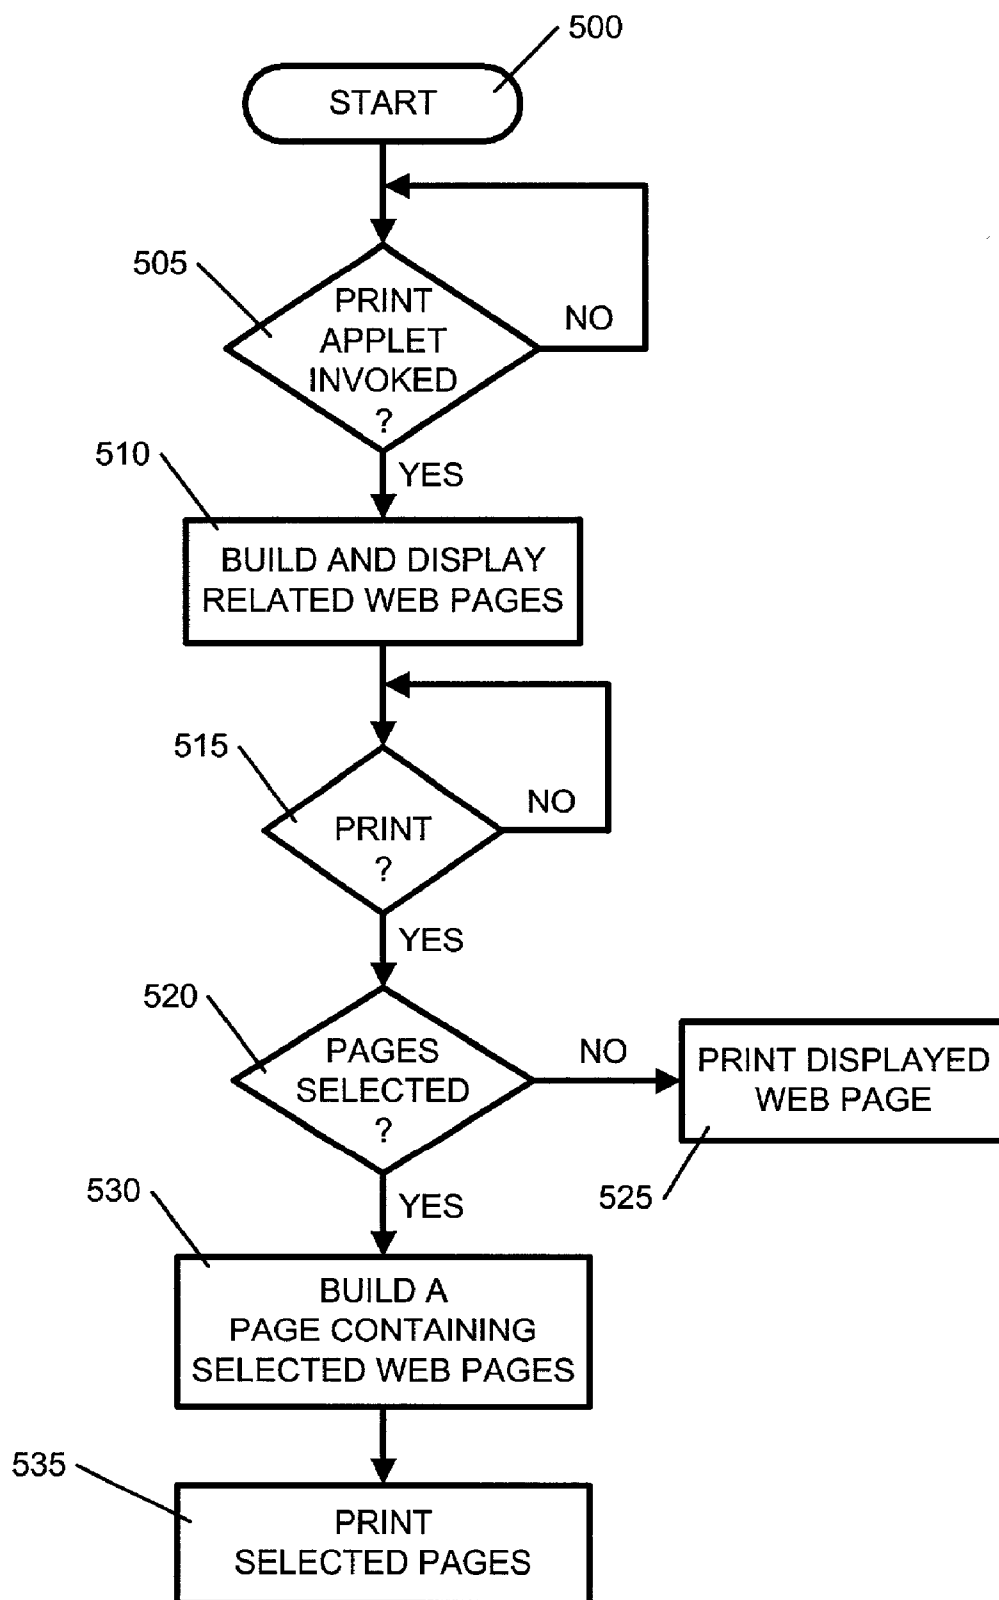 500
START
505
PRINT
APPLET
INVOKED
?
NO
YES
510
BUILD AND DISPLAY
RELATED WEB PAGES
515
PRINT
?
NO
YES
520
PAGES
SELECTED
?
NO
PRINT DISPLAYED
WEB PAGE
525
YES
530
BUILD A
PAGE CONTAINING
SELECTED WEB PAGES
535
PRINT
SELECTED PAGES